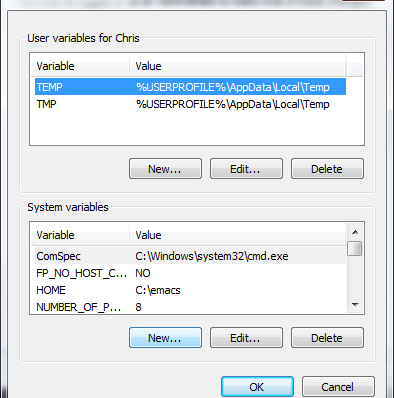 User variables for Chris
Variable Value
TEMP %USERPROFILE%\AppData\Local\Temp
TMP %USERPROFILE%\AppData\Local\Temp
New... Edit... Delete
System variables
Variable Value
ComSpec C:\Windows\system32\cmd.exe
FP_NO_HOST_C... NO
HOME C:\emacs
NUMBER_OF_P... 8
New... Edit... Delete
OK Cancel